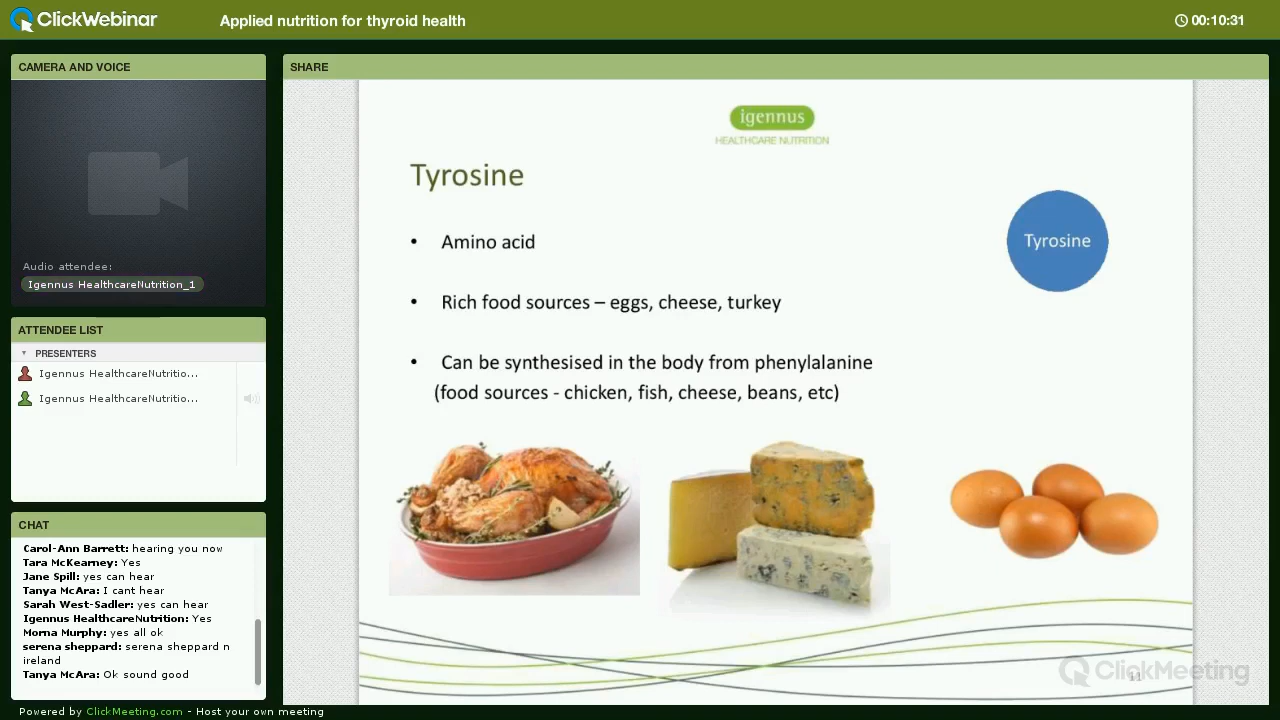 ClickWebinar
Applied nutrition for thyroid health
00:10:31
CAMERA AND VOICE
Audio attendee:
Igennus HealthcareNutrition_1
ATTENDEE LIST
PRESENTERS
Igennus HealthcareNutritio...
Igennus HealthcareNutritio...
CHAT
Carol-Ann Barrett: hearing you now
Tara McKearney: Yes
Jane Spill: yes can hear
Tanya McAra: I cant hear
Sarah West-Sadler: yes can hear
Igennus HealthcareNutrition: Yes
Morna Murphy: yes all ok
serena sheppard: serena sheppard n
ireland
Tanya McAra: Ok sound good
SHARE
igennus
HEALTHCARE NUTRITION
Tyrosine
Tyrosine
• Amino acid
• Rich food sources – eggs, cheese, turkey
• Can be synthesised in the body from phenylalanine
(food sources - chicken, fish, cheese, beans, etc)
ClickMeeting
11
Powered by ClickMeeting.com - Host your own meeting